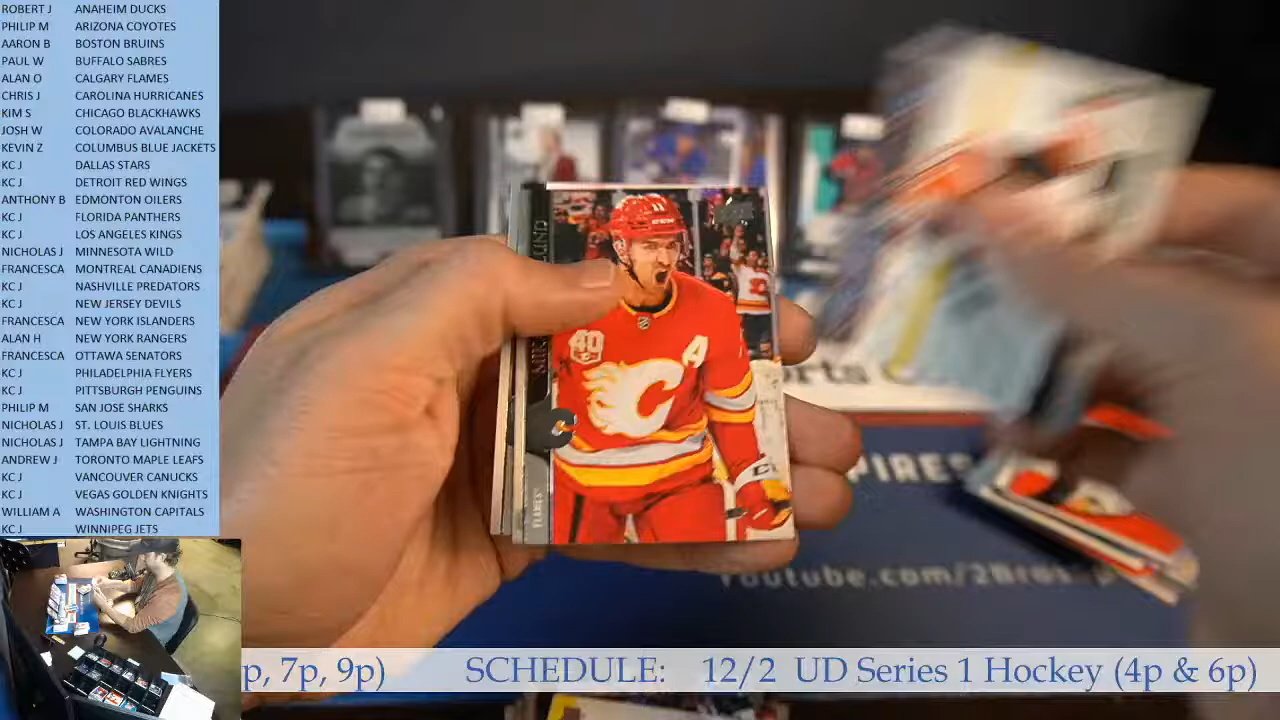 ROBERT J ANAHEIM DUCKS
PHILIP M ARIZONA COYOTES
AARON B BOSTON BRUINS
PAUL W BUFFALO SABRES
ALAN O CALGARY FLAMES
CHRIS J CAROLINA HURRICANES
KIM S CHICAGO BLACKHAWKS
JOSH W COLORADO AVALANCHE
KEVIN Z COLUMBUS BLUE JACKETS
KC J DALLAS STARS
KC J DETROIT RED WINGS
ANTHONY B EDMONTON OILERS
KC J FLORIDA PANTHERS
KC J LOS ANGELES KINGS
NICHOLAS J MINNESOTA WILD
FRANCESCA MONTREAL CANADIENS
KC J NASHVILLE PREDATORS
KC J NEW JERSEY DEVILS
FRANCESCA NEW YORK ISLANDERS
ALAN H NEW YORK RANGERS
FRANCESCA OTTAWA SENATORS
KC J PHILADELPHIA FLYERS
KC J PITTSBURGH PENGUINS
PHILIP M SAN JOSE SHARKS
NICHOLAS J ST. LOUIS BLUES
NICHOLAS J TAMPA BAY LIGHTNING
ANDREW J TORONTO MAPLE LEAFS
KC J VANCOUVER CANUCKS
KC J VEGAS GOLDEN KNIGHTS
WILLIAM A WASHINGTON CAPITALS
KC J WINNIPEG JETS
40
A
FLAMES
Youtube.com/2Bros
p, 7p, 9p) SCHEDULE: 12/2 UD Series 1 Hockey (4p & 6p)